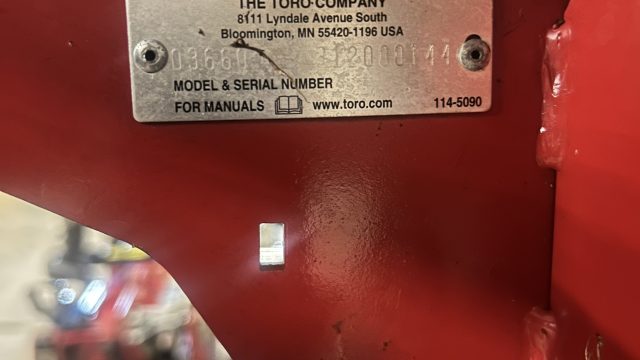 THE TORO COMPANY
8111 Lyndale Avenue South
Bloomington, MN 55420-1196 USA
MODEL & SERIAL NUMBER
FOR MANUALS www.toro.com 114-5090